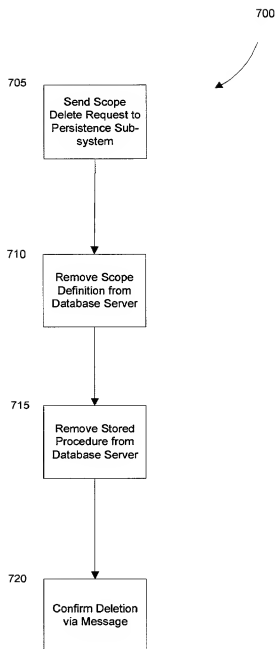 700
705
Send Scope
Delete Request to
Persistence Sub-
system
710
Remove Scope
Definition from
Database Server
715
Remove Stored
Procedure from
Database Server
720
Confirm Deletion
via Message